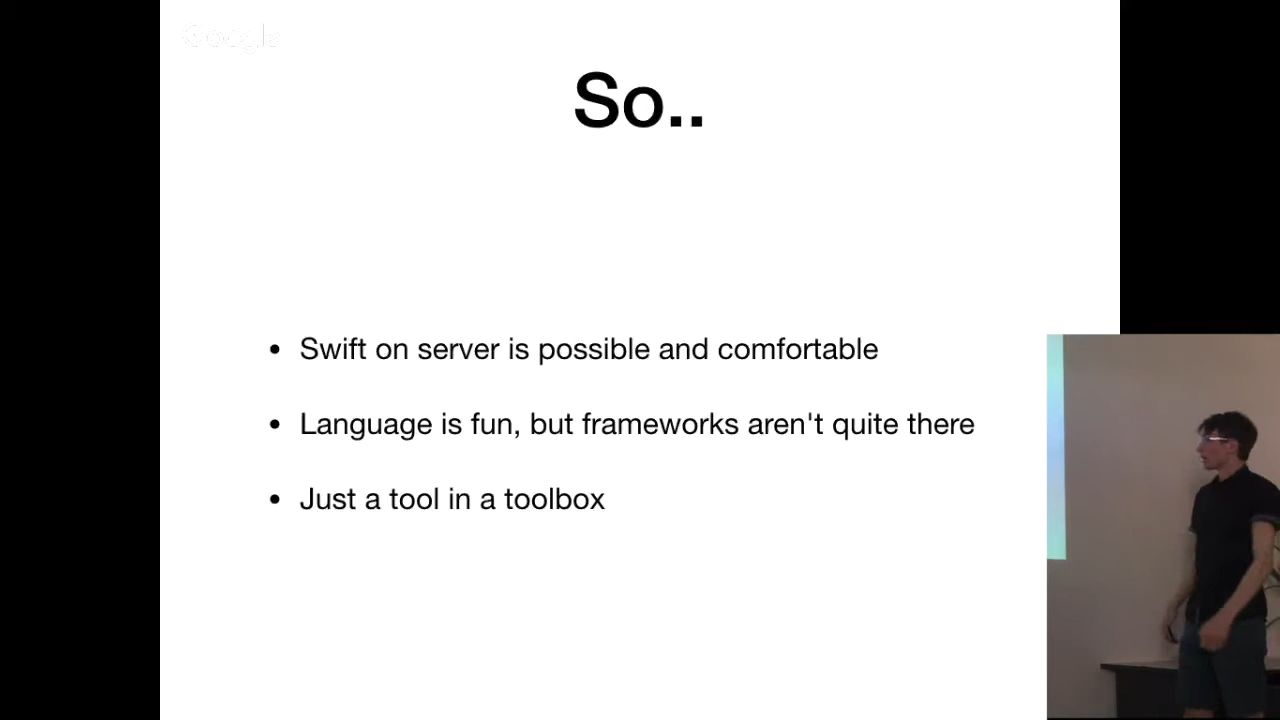 Google
So..
• Swift on server is possible and comfortable
• Language is fun, but frameworks aren't quite there
• Just a tool in a toolbox